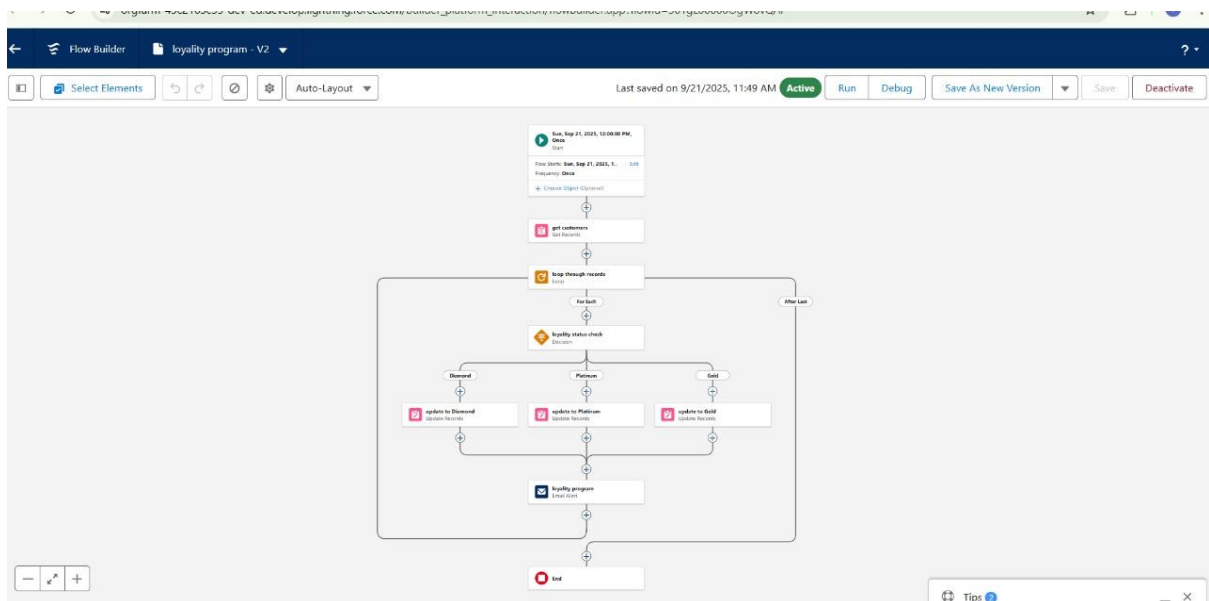 Flow Builder
loyality program - V2
?
Select Elements
Auto-Layout
Last saved on 9/21/2025, 11:49 AM
Active
Run
Debug
Save As New Version
Save
Deactivate
Sun, Sep 21, 2025, 12:00:00 PM,
Once
Start
Flow Starts: Sun, Sep 21, 2025, 1...
Edit
Frequency: Once
+ Choose Object (Optional)
get customers
Get Records
loop through records
Loop
For Each
After Last
loyality status check
Decision
Diamond
Platinum
Gold
update to Diamond
Update Records
update to Platinum
Update Records
update to Gold
Update Records
loyality program
Email Alert
End
Tips 2